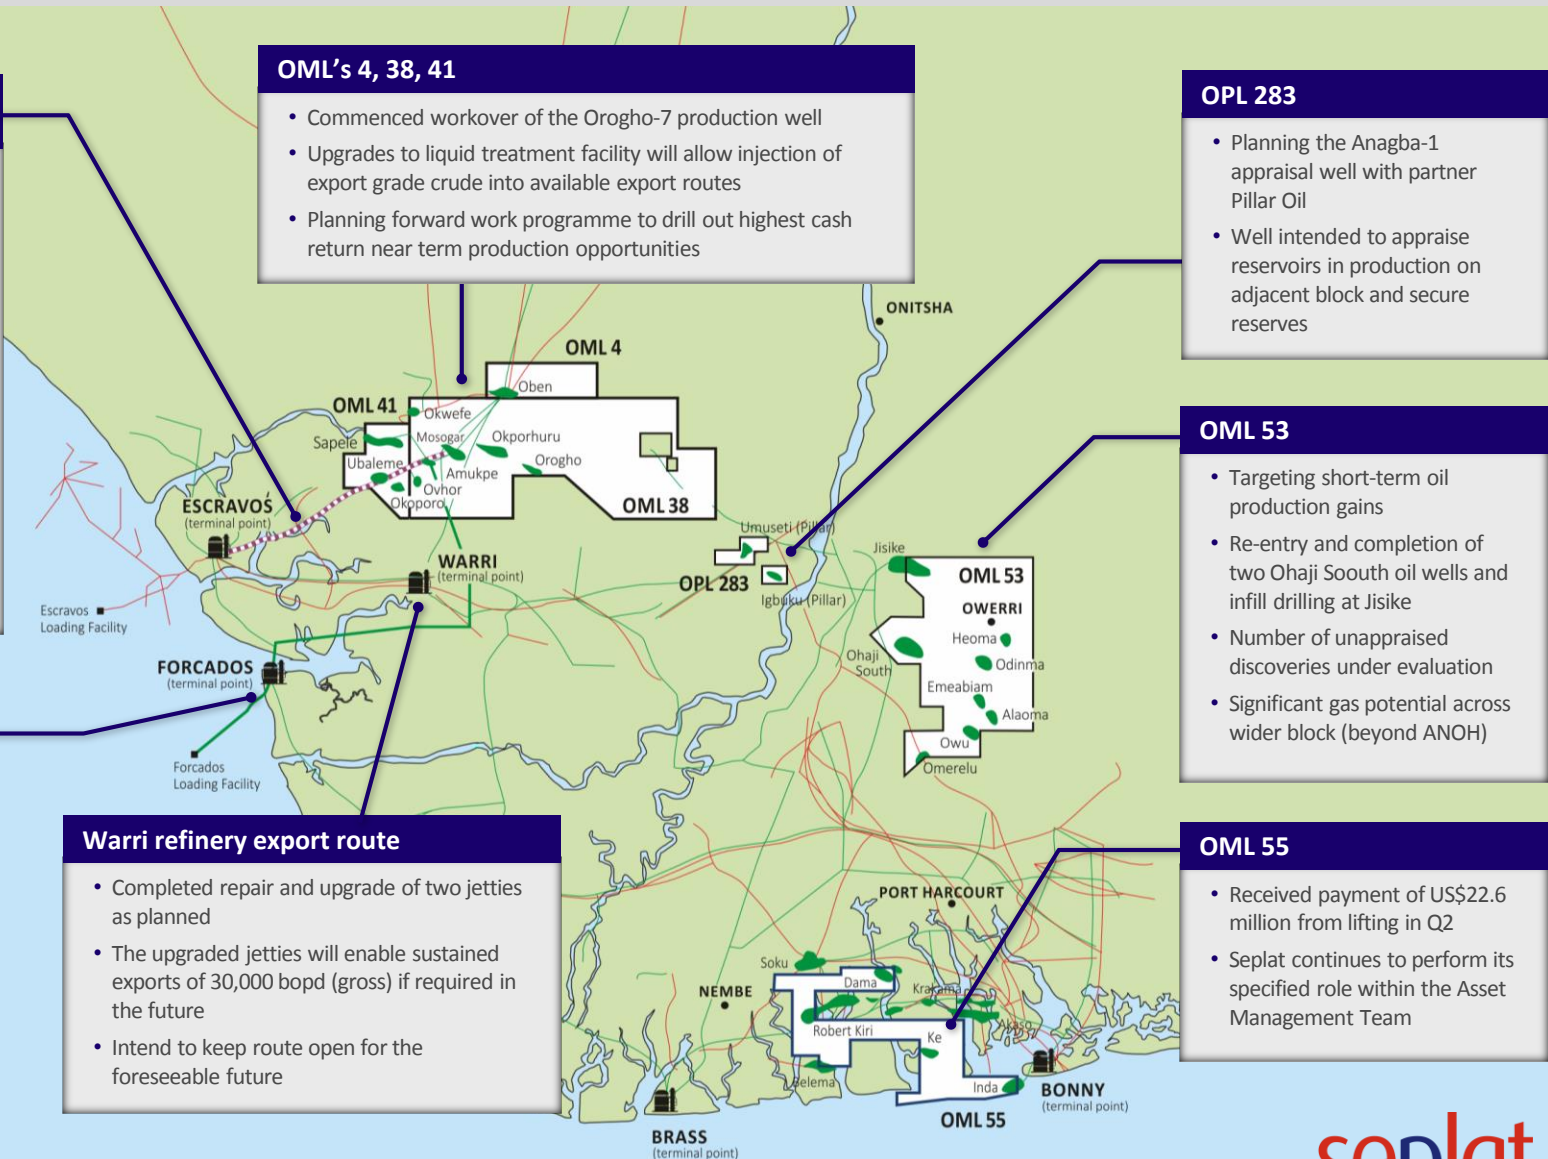 OML's 4, 38, 41
• Commenced workover of the Orogho-7 production well
• Upgrades to liquid treatment facility will allow injection of
export grade crude into available export routes
• Planning forward work programme to drill out highest cash
return near term production opportunities
OPL 283
• Planning the Anagba-1
appraisal well with partner
Pillar Oil
• Well intended to appraise
reservoirs in production on
adjacent block and secure
reserves
OML 53
• Targeting short-term oil
production gains
• Re-entry and completion of
two Ohaji Soouth oil wells and
infill drilling at Jisike
• Number of unappraised
discoveries under evaluation
• Significant gas potential across
wider block (beyond ANOH)
OML 55
• Received payment of US$22.6
million from lifting in Q2
• Seplat continues to perform its
specified role within the Asset
Management Team
Warri refinery export route
• Completed repair and upgrade of two jetties
as planned
• The upgraded jetties will enable sustained
exports of 30,000 bopd (gross) if required in
the future
• Intend to keep route open for the
foreseeable future
ONITSHA
OML 4
Oben
OML 41
Okwefe
Sapele
Mosogar
Okporhuru
Ubaleme
Amukpe
Orogho
Ovhor
Okoporo
OML 38
ESCRAVOS
(terminal point)
WARRI
(terminal point)
Escravos
Loading Facility
FORCADOS
(terminal point)
Forcados
Loading Facility
Umuseti (Pillar)
OPL 283
Igbuku (Pillar)
Jisike
OML 53
OWERRI
Heoma
Ohaji
South
Odinma
Emeabiam
Alaoma
Owu
Omerelu
PORT HARCOURT
Soku
Dama
Krakama
NEMBE
Robert Kiri
Ke
Akaso
Belema
Inda
BONNY
(terminal point)
OML 55
BRASS
(terminal point)
seplat